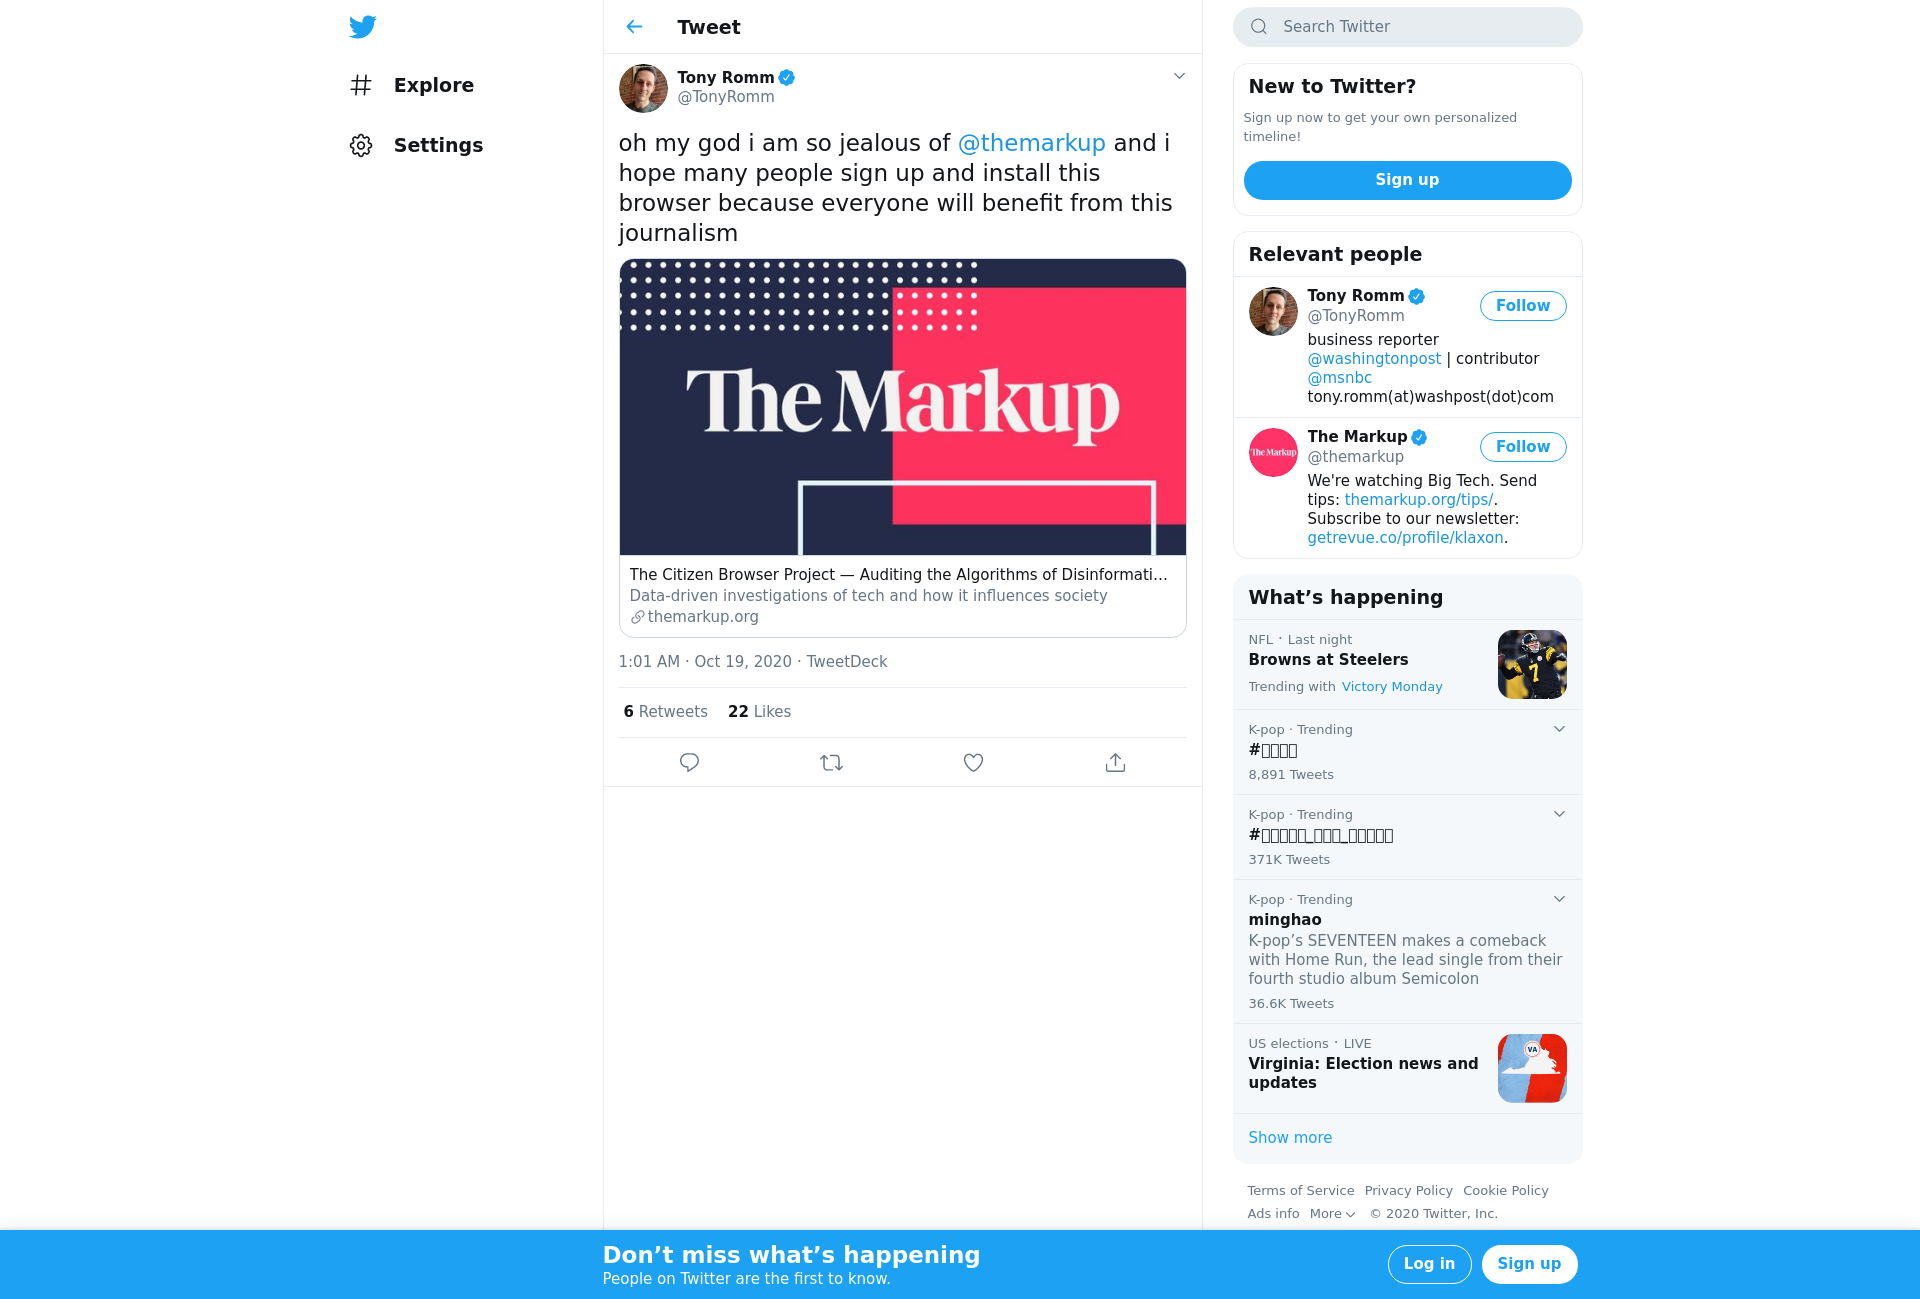 Explore
Settings
Tweet
Tony Romm
@TonyRomm
oh my god i am so jealous of @themarkup and i
hope many people sign up and install this
browser because everyone will benefit from this
journalism
The Markup
The Citizen Browser Project — Auditing the Algorithms of Disinformati…
Data-driven investigations of tech and how it influences society
themarkup.org
1:01 AM · Oct 19, 2020 · TweetDeck
6 Retweets 22 Likes
Search Twitter
New to Twitter?
Sign up now to get your own personalized
timeline!
Sign up
Relevant people
Tony Romm
@TonyRomm
Follow
business reporter
@washingtonpost | contributor
@msnbc
tony.romm(at)washpost(dot)com
The Markup
The Markup
@themarkup
Follow
We're watching Big Tech. Send
tips: themarkup.org/tips/.
Subscribe to our newsletter:
getrevue.co/profile/klaxon.
What’s happening
NFL · Last night
Browns at Steelers
Trending with Victory Monday
7
K-pop · Trending
8,891 Tweets
K-pop · Trending
371K Tweets
K-pop · Trending
minghao
K-pop’s SEVENTEEN makes a comeback
with Home Run, the lead single from their
fourth studio album Semicolon
36.6K Tweets
US elections · LIVE
Virginia: Election news and
updates
VA
Show more
Terms of Service Privacy Policy Cookie Policy
Ads info More © 2020 Twitter, Inc.
Don’t miss what’s happening
People on Twitter are the first to know.
Log in
Sign up